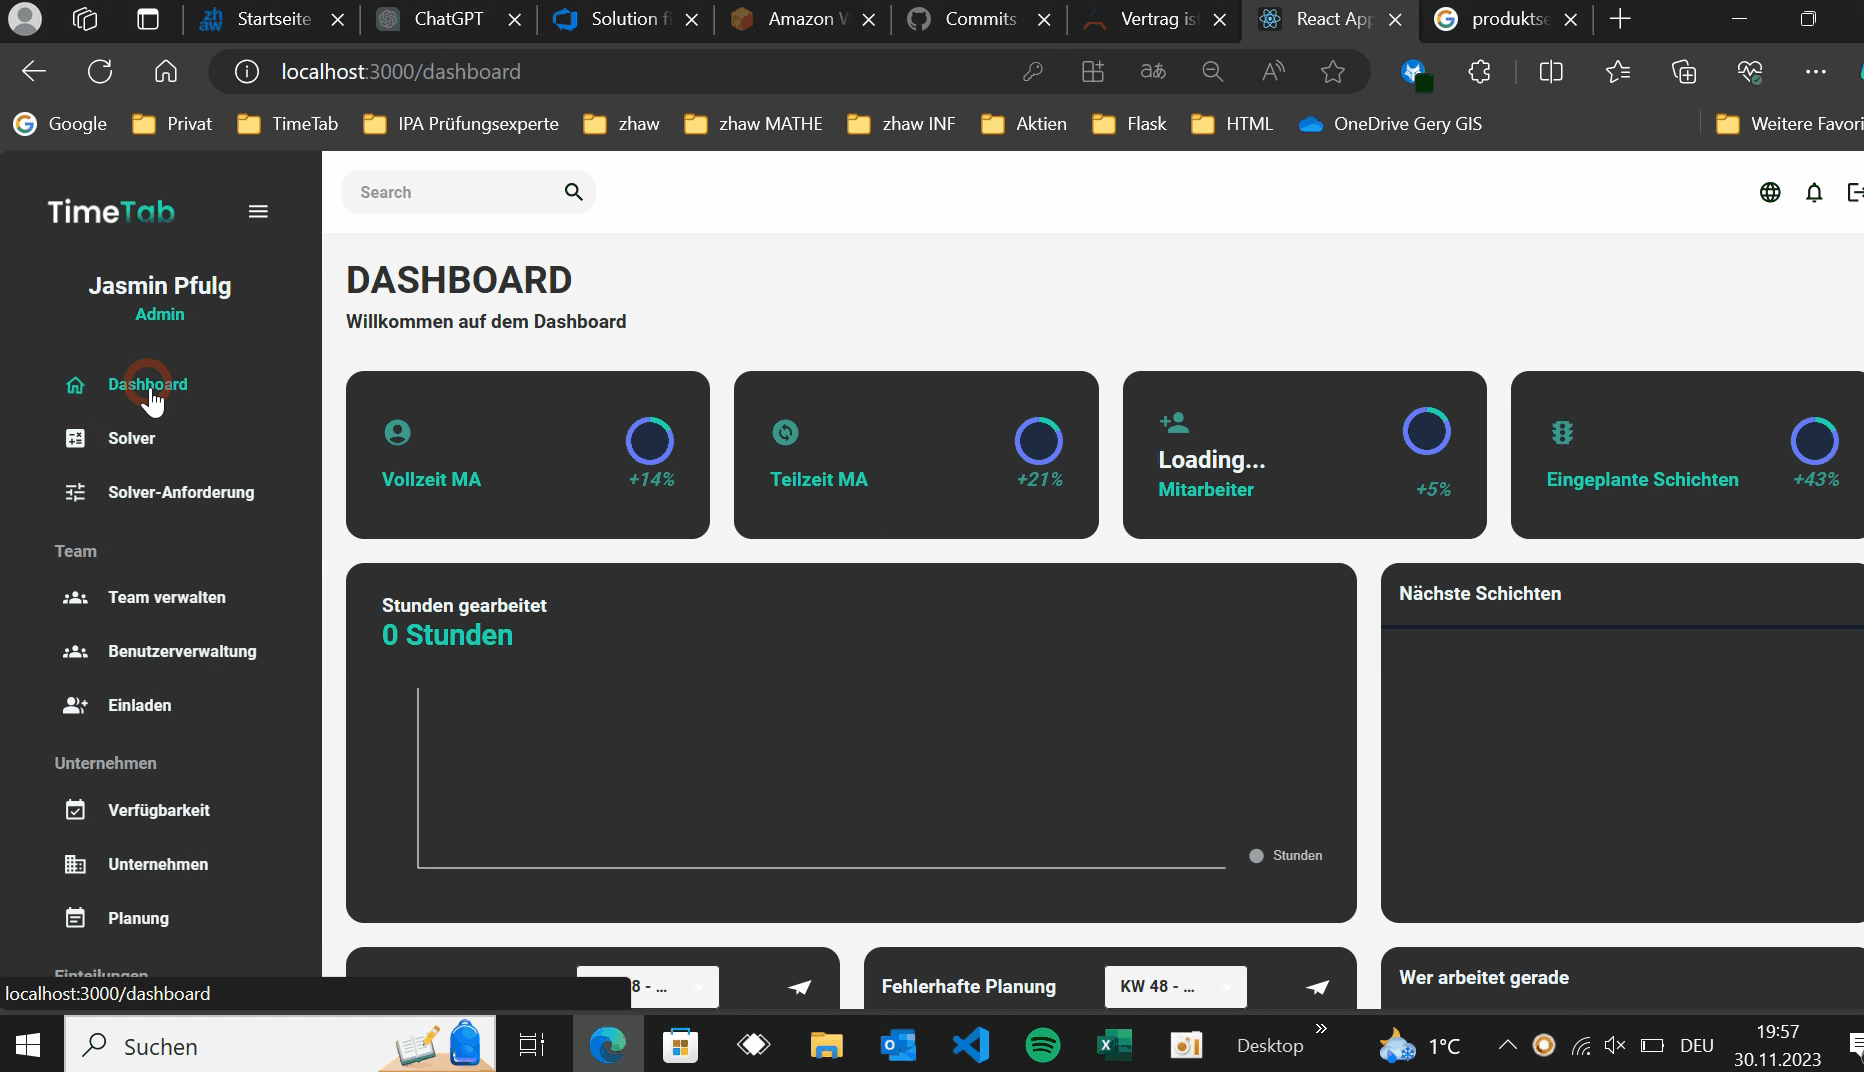 Startseite
ChatGPT
Solution f
Amazon W
Commits
Vertrag is
React App
produktse
localhost:3000/dashboard
Google
Privat
TimeTab
IPA Prüfungsexperte
zhaw
zhaw MATHE
zhaw INF
Aktien
Flask
HTML
OneDrive Gery GIS
Weitere Favori
TimeTab
Search
Jasmin Pfulg
Admin
DASHBOARD
Willkommen auf dem Dashboard
Dashboard
Solver
Solver-Anforderung
Team
Team verwalten
Benutzerverwaltung
Einladen
Unternehmen
Verfügbarkeit
Unternehmen
Planung
Einteilungen
Vollzeit MA
+14%
Teilzeit MA
+21%
Loading...
Mitarbeiter
+5%
Eingeplante Schichten
+43%
Stunden gearbeitet
0 Stunden
Stunden
Nächste Schichten
8 - ...
Fehlerhafte Planung
KW 48 - ...
Wer arbeitet gerade
localhost:3000/dashboard
Suchen
Desktop
1°C
DEU
19:57
30.11.2023